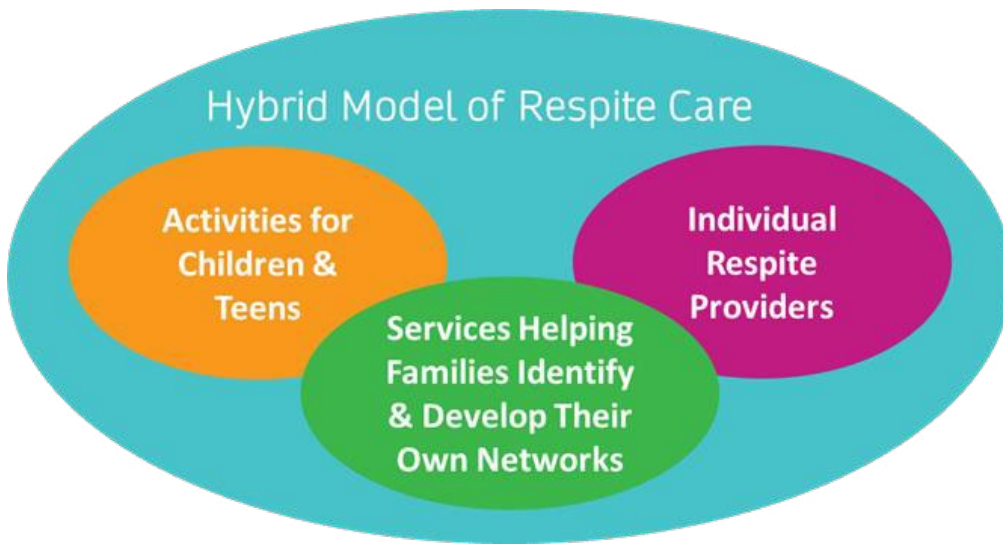 Hybrid Model of Respite Care
Activities for
Children &
Teens
Individual
Respite
Providers
Services Helping
Families Identify
& Develop Their
Own Networks